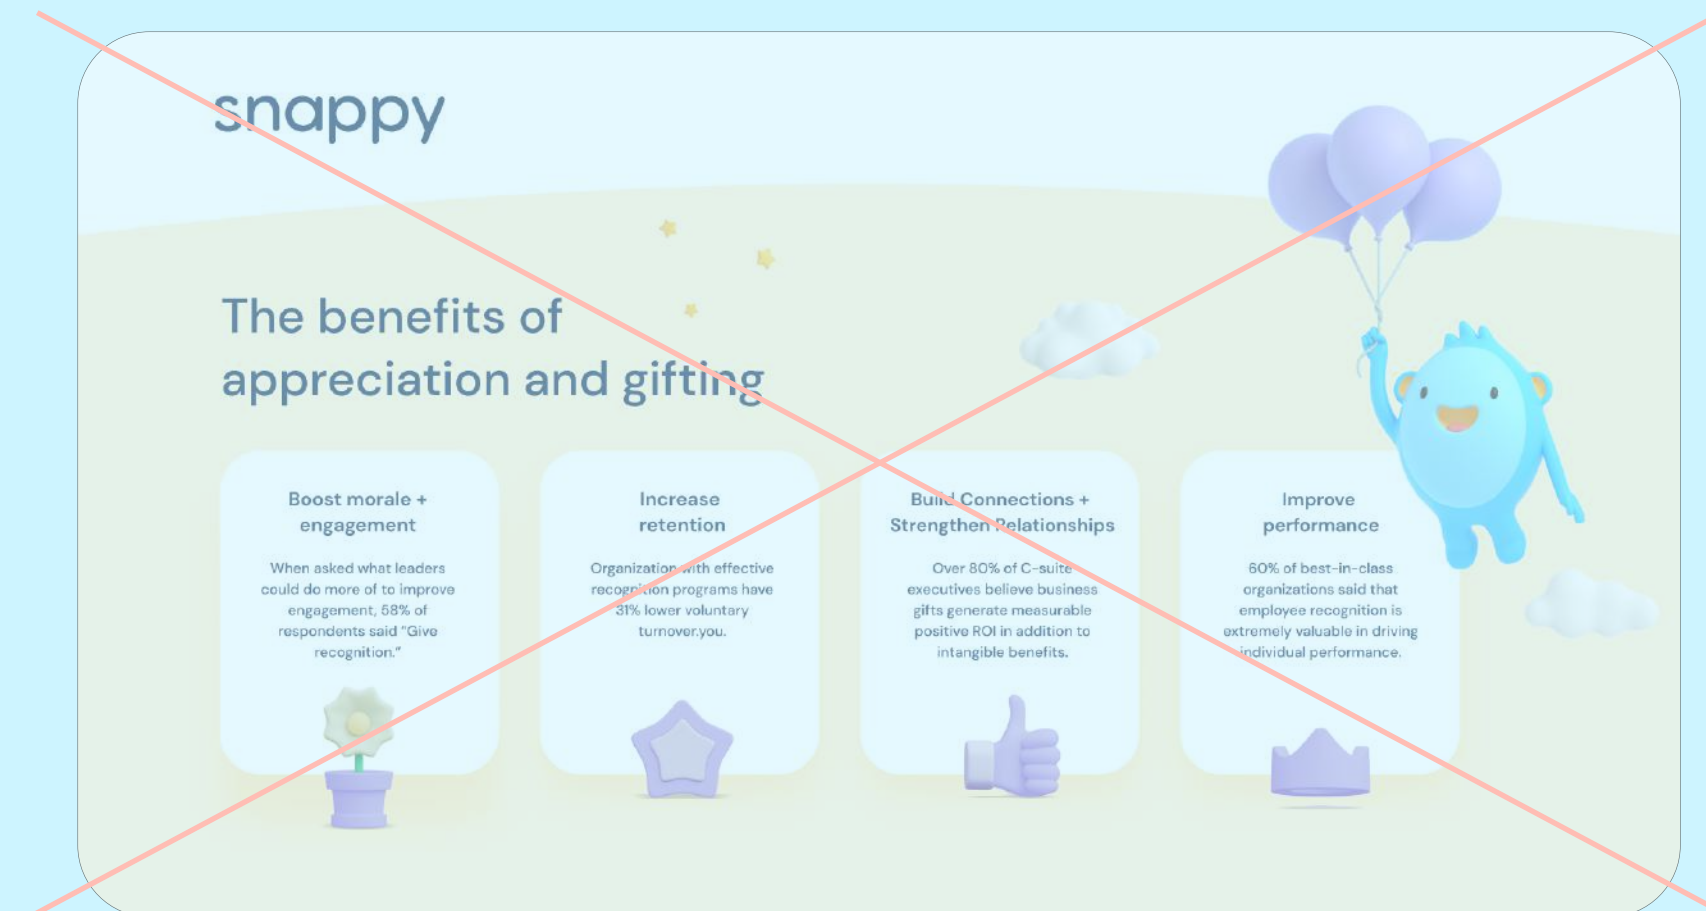 snappy
The benefits of
appreciation and gifting
Boost morale +
engagement
When asked what leaders
could do more of to improve
engagement, 58% of
respondents said "Give
recognition."
Increase
retention
Organization with effective
recognition programs have
31% lower voluntary
turnover.you.
Build Connections +
Strengthen Relationships
Over 80% of C-suite
executives believe business
gifts generate measurable
positive ROI in addition to
intangible benefits.
Improve
performance
60% of best-in-class
organizations said that
employee recognition is
extremely valuable in driving
individual performance.